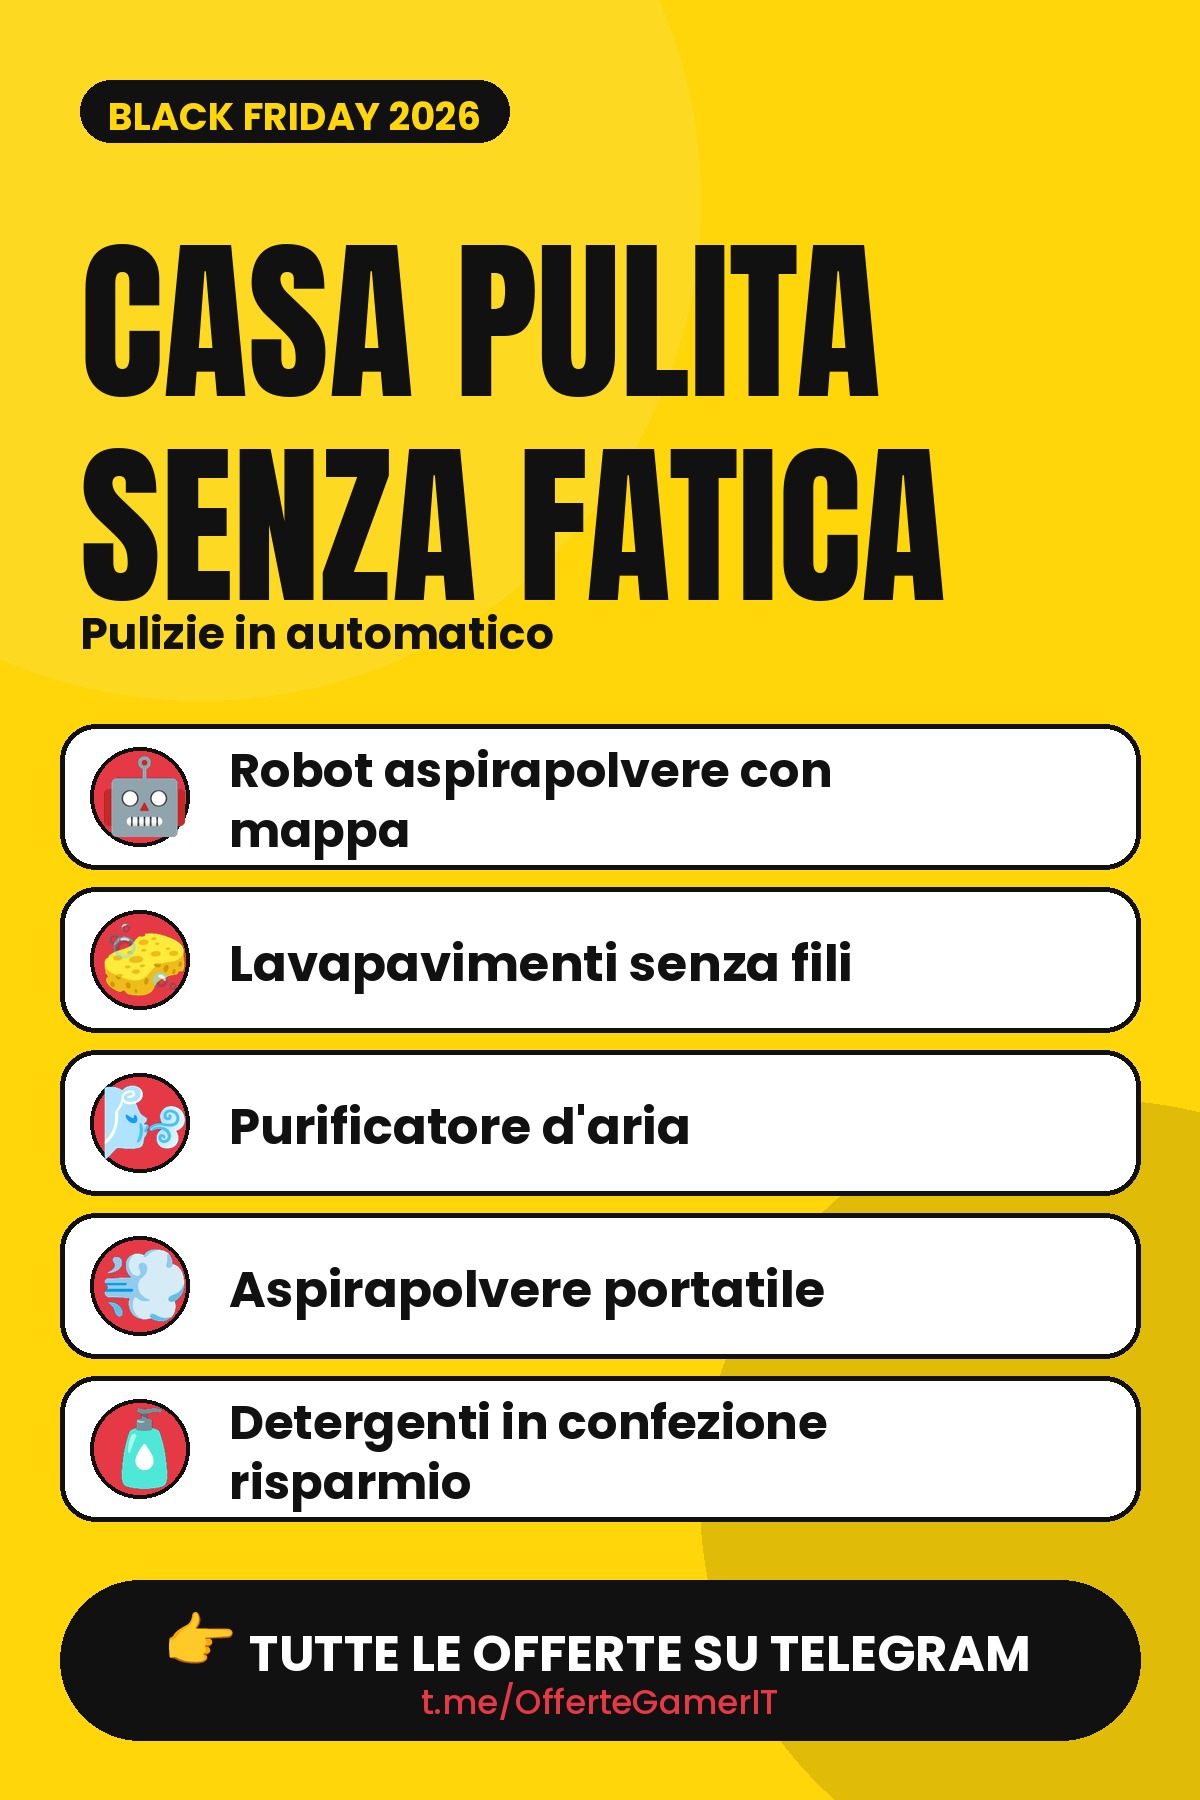 BLACK FRIDAY 2026
CASA PULITA
SENZA FATICA
Pulizie in automatico
Robot aspirapolvere con
mappa
Lavapavimenti senza fili
Purificatore d'aria
Aspirapolvere portatile
Detergenti in confezione
risparmio
👉 TUTTE LE OFFERTE SU TELEGRAM
t.me/OfferteGamerIT